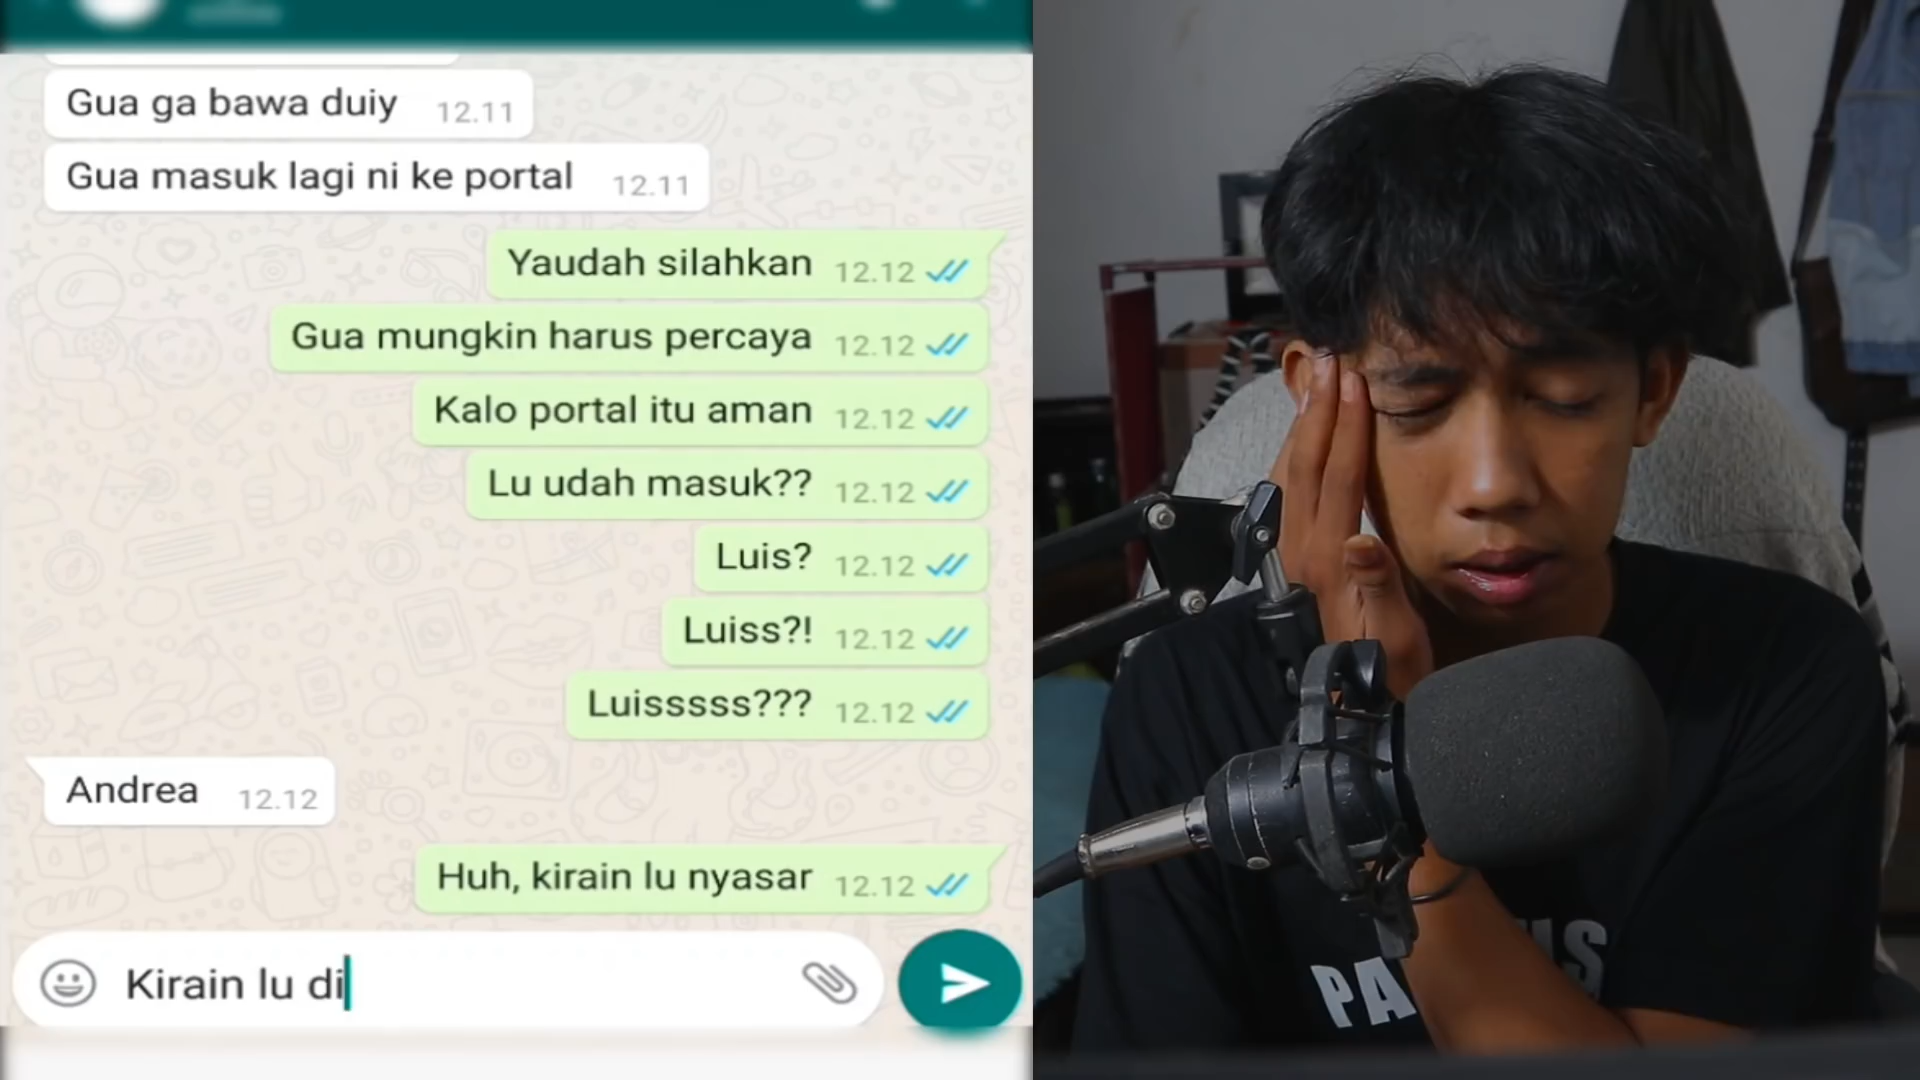 Gua ga bawa duiy 12.11
Gua masuk lagi ni ke portal 12.11
Yaudah silahkan 12.12
Gua mungkin harus percaya 12.12
Kalo portal itu aman 12.12
Lu udah masuk?? 12.12
Luis? 12.12
Luiss?! 12.12
Luisssss??? 12.12
Andrea 12.12
Huh, kirain lu nyasar 12.12
Kirain lu di